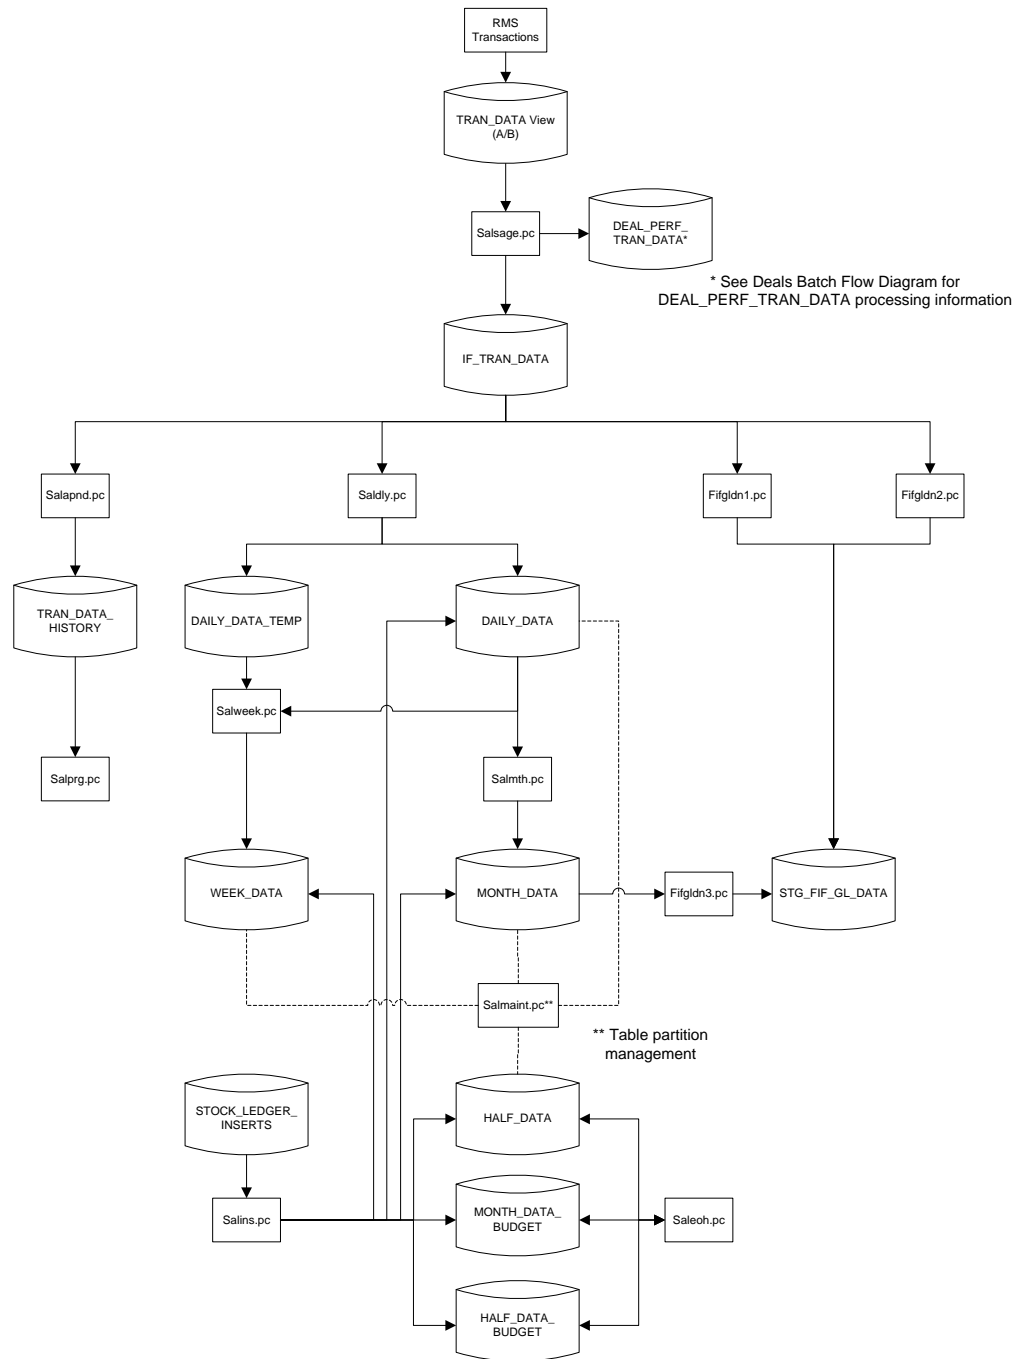 RMS
Transactions
TRAN_DATA View
(A/B)
Salsage.pc
DEAL_PERF_
TRAN_DATA*
* See Deals Batch Flow Diagram for
DEAL_PERF_TRAN_DATA processing information
IF_TRAN_DATA
Salapnd.pc
Saldly.pc
Fifgldn1.pc
Fifgldn2.pc
TRAN_DATA_
HISTORY
DAILY_DATA_TEMP
DAILY_DATA
Salweek.pc
Salprg.pc
Salmth.pc
WEEK_DATA
MONTH_DATA
Fifgldn3.pc
STG_FIF_GL_DATA
Salmaint.pc**
** Table partition
management
STOCK_LEDGER_
INSERTS
HALF_DATA
Salins.pc
MONTH_DATA_
BUDGET
Saleoh.pc
HALF_DATA_
BUDGET